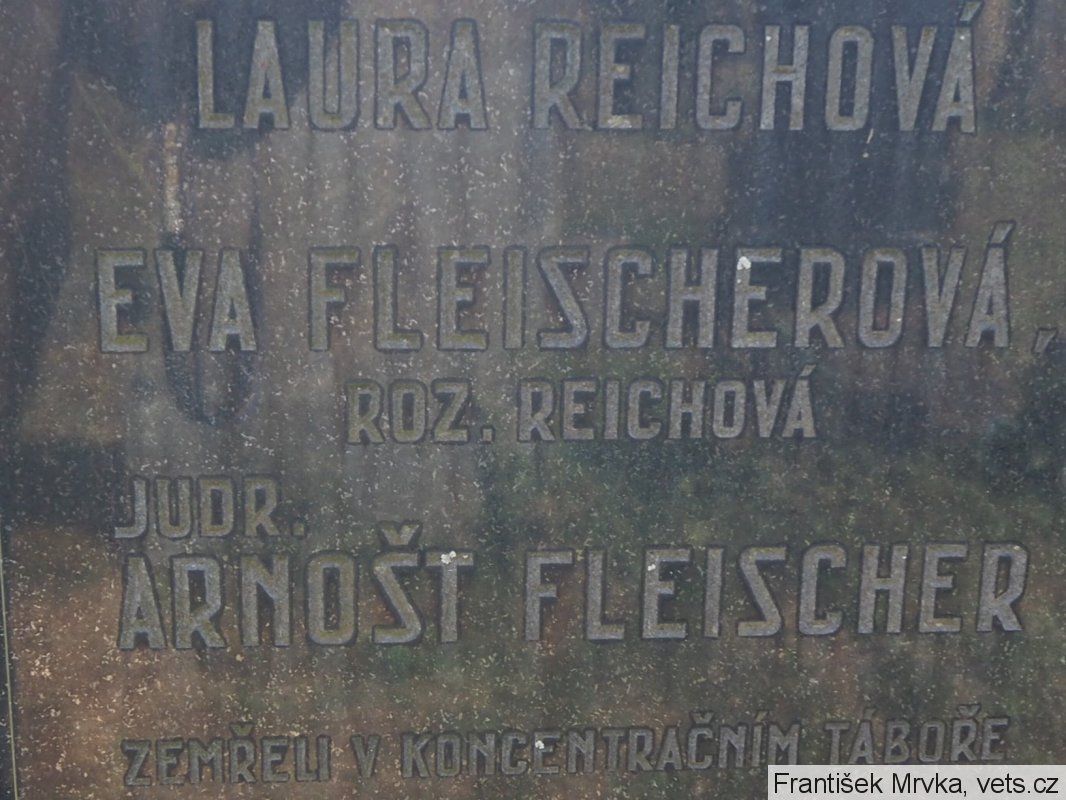 LAURA REICHOVÁ
EVA FLEISCHEROVÁ,
ROZ. REICHOVÁ
JUDR.
ARNOŠT FLEISCHER
ZEMŘELI V KONCENTRAČNÍM TÁBOŘE
František Mrvka, vets.cz